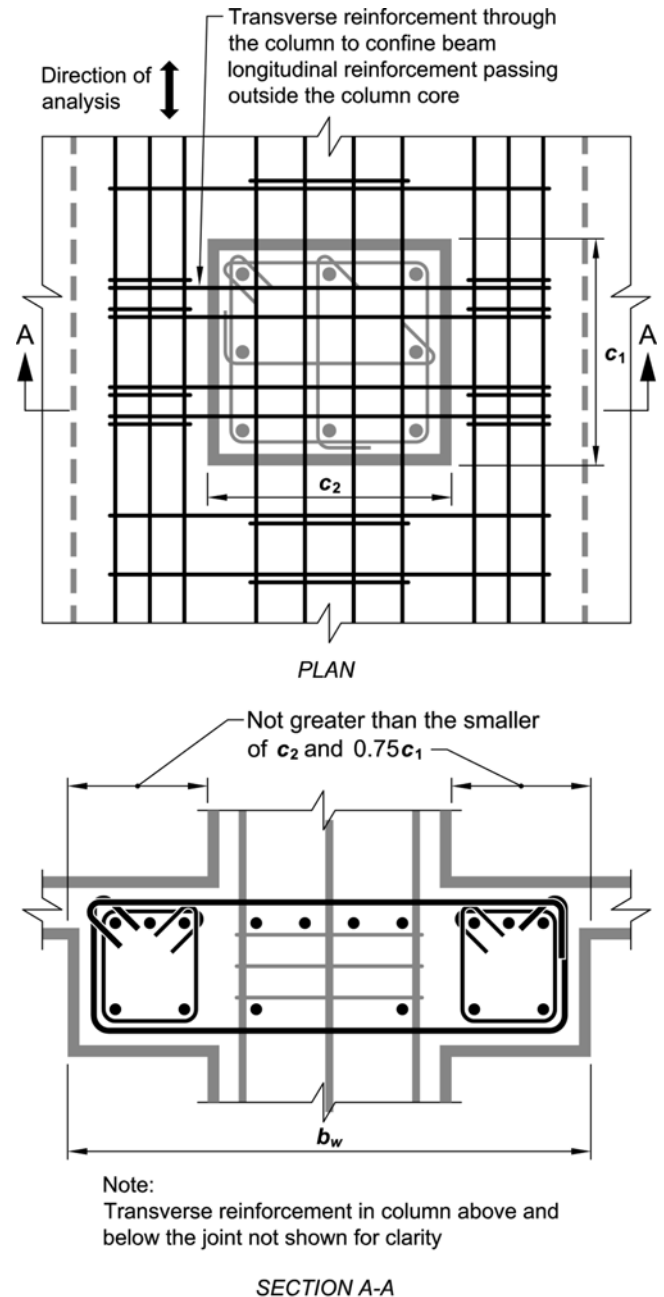 Transverse reinforcement through
the column to confine beam
longitudinal reinforcement passing
outside the column core
Direction of
analysis
A
A
c1
c2
PLAN
Not greater than the smaller
of c2 and 0.75c1
bw
Note:
Transverse reinforcement in column above and
below the joint not shown for clarity
SECTION A-A